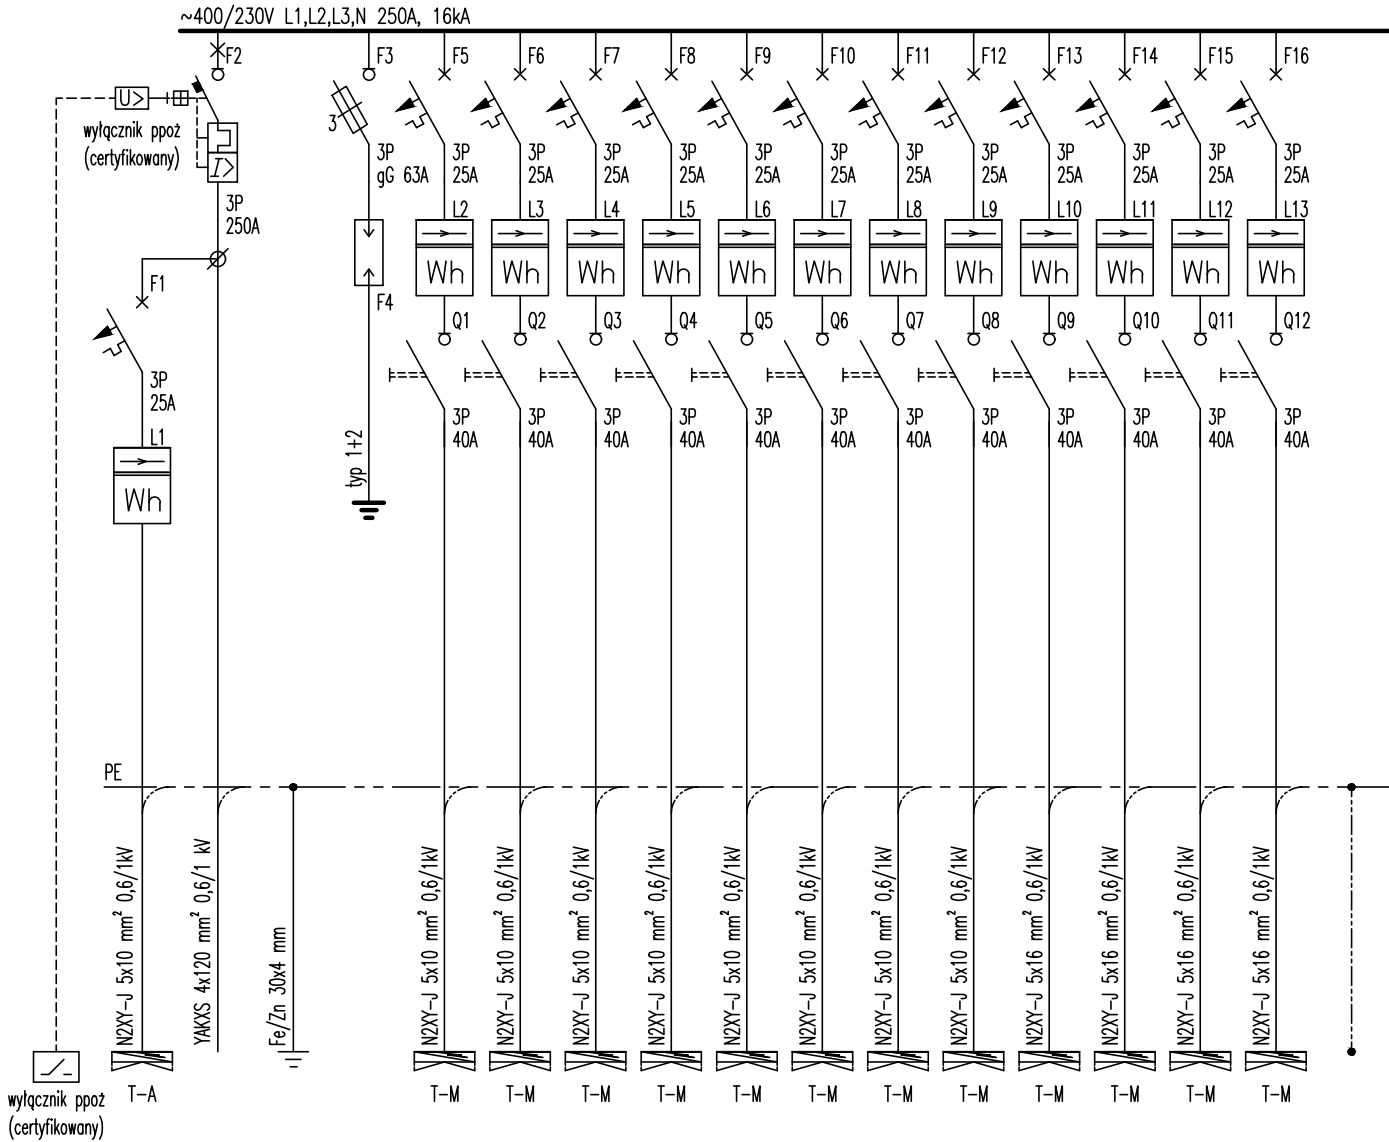 ~400/230V L1,L2,L3,N 250A, 16kA
F2 F3 F5 F6 F7 F8 F9 F10 F11 F12 F13 F14 F15 F16
U>
wyłącznik ppoż
(certyfikowany)
I>
3P
250A
3
3P
gG 63A
3P 3P 3P 3P 3P 3P 3P 3P 3P 3P 3P 3P
25A 25A 25A 25A 25A 25A 25A 25A 25A 25A 25A 25A
L2 L3 L4 L5 L6 L7 L8 L9 L10 L11 L12 L13
Wh Wh Wh Wh Wh Wh Wh Wh Wh Wh Wh Wh
F1
F4
Q1 Q2 Q3 Q4 Q5 Q6 Q7 Q8 Q9 Q10 Q11 Q12
3P
25A
3P 3P 3P 3P 3P 3P 3P 3P 3P 3P 3P 3P
40A 40A 40A 40A 40A 40A 40A 40A 40A 40A 40A 40A
L1
Wh
typ 1+2
PE
N2XY-J 5x10 mm² 0,6/1kV
YAKXS 4x120 mm² 0,6/1 kV
Fe/Zn 30x4 mm
N2XY-J 5x10 mm² 0,6/1kV
N2XY-J 5x10 mm² 0,6/1kV
N2XY-J 5x10 mm² 0,6/1kV
N2XY-J 5x10 mm² 0,6/1kV
N2XY-J 5x10 mm² 0,6/1kV
N2XY-J 5x10 mm² 0,6/1kV
N2XY-J 5x10 mm² 0,6/1kV
N2XY-J 5x10 mm² 0,6/1kV
N2XY-J 5x16 mm² 0,6/1kV
N2XY-J 5x16 mm² 0,6/1kV
N2XY-J 5x16 mm² 0,6/1kV
N2XY-J 5x16 mm² 0,6/1kV
wyłącznik ppoż
(certyfikowany)
T-A T-M T-M T-M T-M T-M T-M T-M T-M T-M T-M T-M T-M